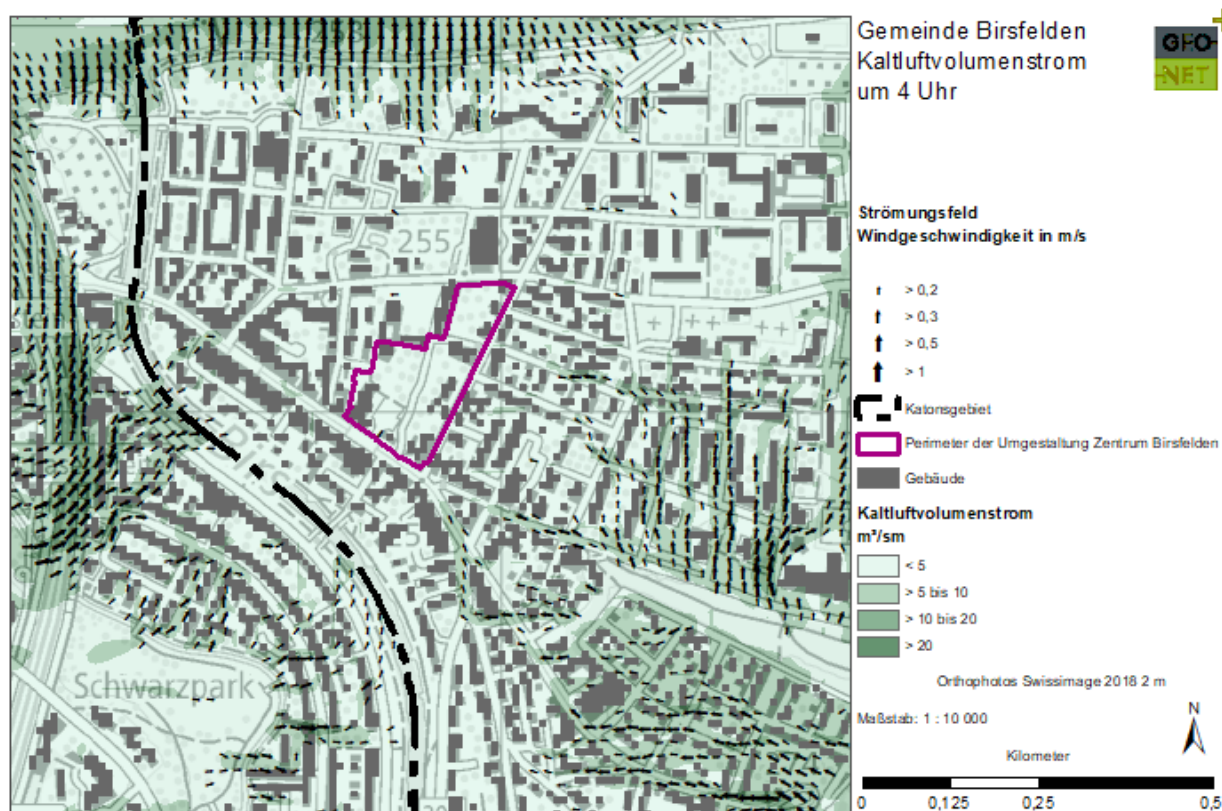 Gemeinde Birsfelden
Kaltluftvolumenstrom
um 4 Uhr
GEO-
NET
Strömungsfeld
Windgeschwindigkeit in m/s
> 0,2
> 0,3
> 0,5
> 1
Katonsgebiet
Perimeter der Umgestaltung Zentrum Birsfelden
Gebäude
Kaltluftvolumenstrom
m³/sm
< 5
> 5 bis 10
> 10 bis 20
> 20
Orthophotos Swissimage 2018 2 m
Maßstab: 1 : 10 000
N
Kilometer
0 0,125 0,25 0,5
253
255
Schwarzpark